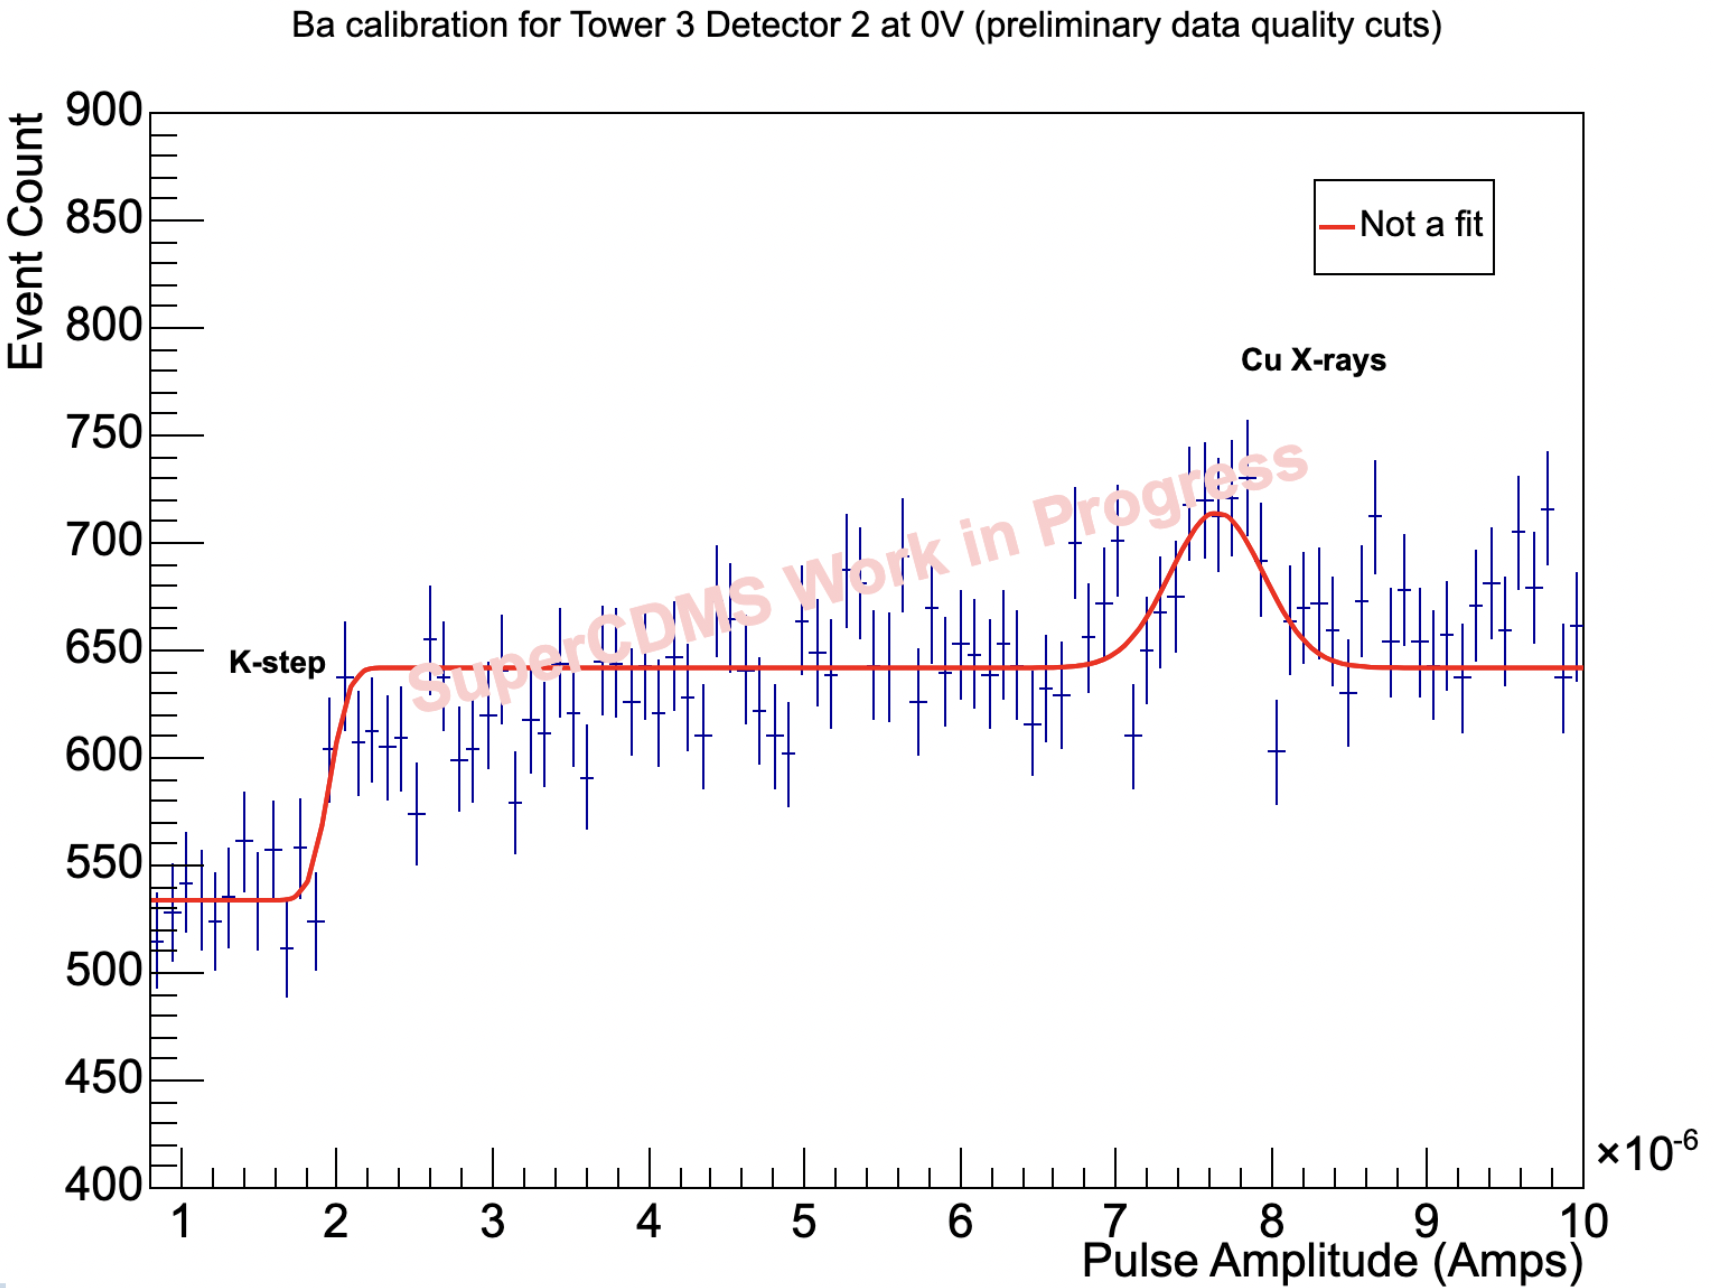 Ba calibration for Tower 3 Detector 2 at 0V (preliminary data quality cuts)
Event Count
900
850
800
750
700
650
600
550
500
450
400
Not a fit
Cu X-rays
K-step
SuperCDMS Work in Progress
×10-6
1 2 3 4 5 6 7 8 9 10
Pulse Amplitude (Amps)